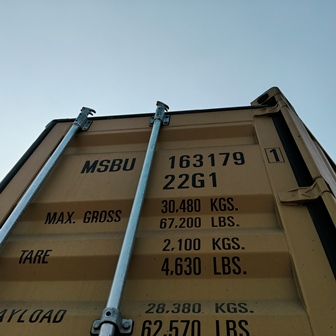 MSBU 163179 1
22G1
MAX. GROSS 30,480 KGS.
67,200 LBS.
TARE 2,100 KGS.
4,630 LBS.
PAYLOAD 28,380 KGS.
62,570 LBS.